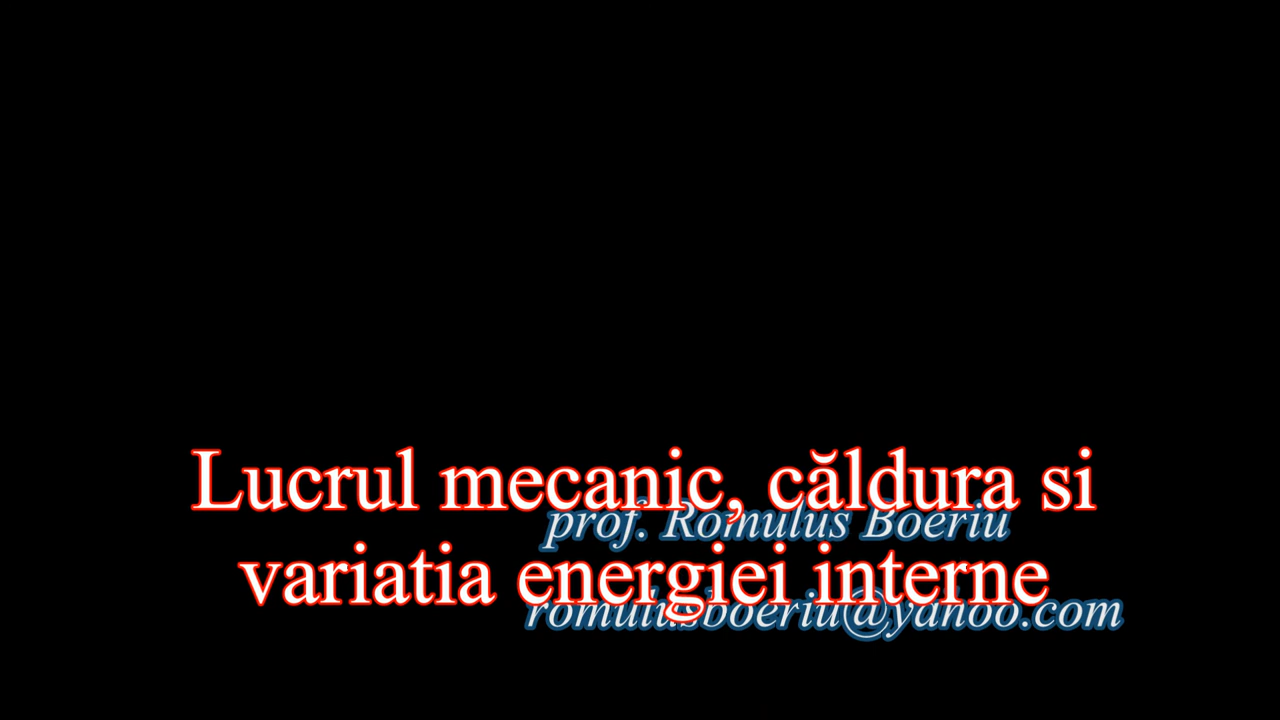 Lucrul mecanic, căldura si
prof. Romulus Boeriu
variatia energiei interne
romulusboeriu@yahoo.com